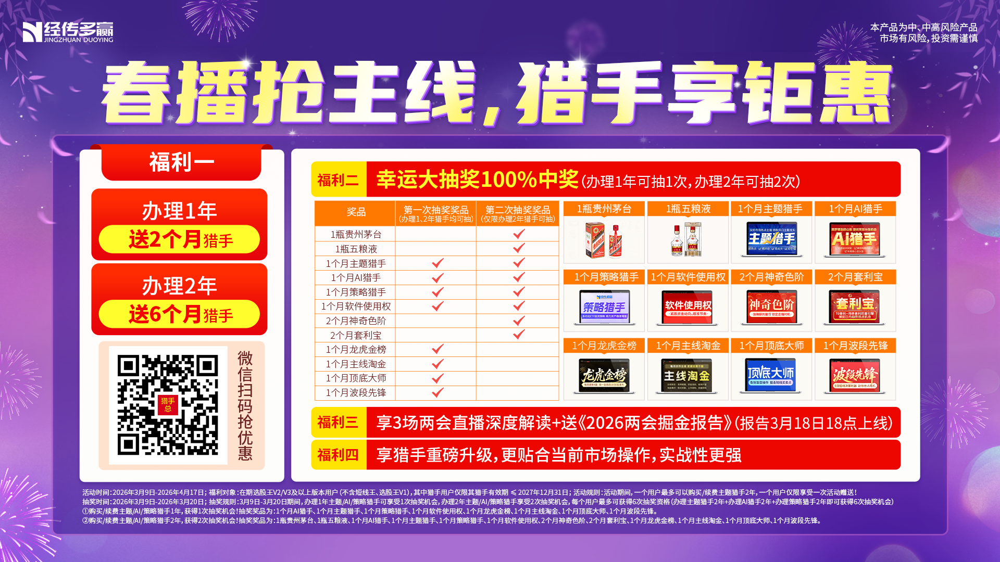 经传多赢
JINGZHUAN DUOYING
本产品为中、中高风险产品
市场有风险,投资需谨慎
春播抢主线,猎手享钜惠
福利一
办理1年
送2个月猎手
办理2年
送6个月猎手
微信扫码抢优惠
猎手
总
福利二
幸运大抽奖100%中奖(办理1年可抽1次,办理2年可抽2次)
奖品 第一次抽奖奖品 第二次抽奖奖品
(办理1、2年猎手均可抽) (仅限办理2年猎手可抽)
1瓶贵州茅台 ✓
1瓶五粮液 ✓
1个月主题猎手 ✓ ✓
1个月AI猎手 ✓ ✓
1个月策略猎手 ✓ ✓
1个月软件使用权 ✓ ✓
2个月神奇色阶 ✓
2个月套利宝 ✓
1个月龙虎金榜 ✓
1个月主线淘金 ✓
1个月顶底大师 ✓
1个月波段先锋 ✓
1瓶贵州茅台 1瓶五粮液 1个月主题猎手 1个月AI猎手
主题猎手 Ai猎手
1个月策略猎手 1个月软件使用权 2个月神奇色阶 2个月套利宝
经传多赢
策略猎手 软件使用权 神奇色阶 套利宝
1个月龙虎金榜 1个月主线淘金 1个月顶底大师 1个月波段先锋
龙虎金榜 主线淘金 顶底大师 波段先锋
福利三
享3场两会直播深度解读+送《2026两会掘金报告》(报告3月18日18点上线)
福利四
享猎手重磅升级,更贴合当前市场操作,实战性更强
活动时间:2026年3月9日-2026年4月17日;福利对象:在期选股王V2/V3及以上版本用户(不含短线王、选股王V1),其中猎手用户仅限其猎手有效期 ≤ 2027年12月31日;活动规则:活动期间,一个用户最多可以购买/续费主题猎手2年,一个用户仅限享受一次活动赠送!
抽奖时间:2026年3月9日-2026年3月20日;抽奖规则:3月9日-3月20日期间,办理1年主题/AI/策略猎手可享受1次抽奖机会,办理2年主题/AI/策略猎手享受2次抽奖机会,每个用户最多可获得6次抽奖资格(办理主题猎手2年+办理AI猎手2年+办理策略猎手2年即可获得6次抽奖机会)
①购买/续费主题/AI/策略猎手1年,获得1次抽奖机会!抽奖奖品为:1个月AI猎手、1个月主题猎手、1个月策略猎手、1个月软件使用权、1个月龙虎金榜、1个月主线淘金、1个月顶底大师、1个月波段先锋。
②购买/续费主题/AI/策略猎手2年,获得2次抽奖机会!抽奖奖品为:1瓶贵州茅台、1瓶五粮液、1个月AI猎手、1个月主题猎手、1个月策略猎手、1个月软件使用权、2个月神奇色阶、2个月套利宝、1个月龙虎金榜、1个月主线淘金、1个月顶底大师、1个月波段先锋。